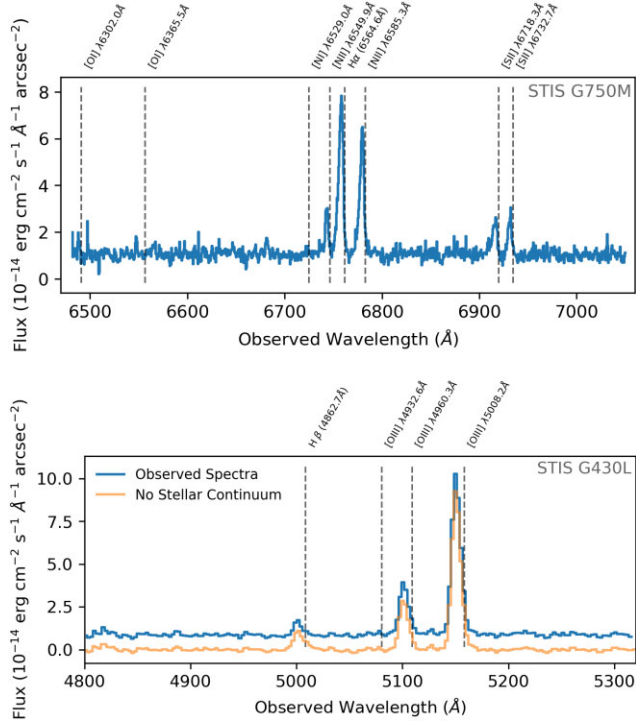 [OI] λ6302.0Å
[OI] λ6365.5Å
[NI] λ6529.0Å
[NII] λ6549.9Å
Hα (6564.6Å)
[NII] λ6585.3Å
[SII] λ6718.3Å
[SII] λ6732.7Å
STIS G750M
Flux (10⁻¹⁴ erg cm⁻² s⁻¹ Å⁻¹ arcsec⁻²)
8
6
4
2
0
6500 6600 6700 6800 6900 7000
Observed Wavelength (Å)
H β (4862.7Å)
[OIII] λ4932.6Å
[OIII] λ4960.3Å
[OIII] λ5008.2Å
STIS G430L
Observed Spectra
No Stellar Continuum
Flux (10⁻¹⁴ erg cm⁻² s⁻¹ Å⁻¹ arcsec⁻²)
10.0
7.5
5.0
2.5
0.0
4800 4900 5000 5100 5200 5300
Observed Wavelength (Å)